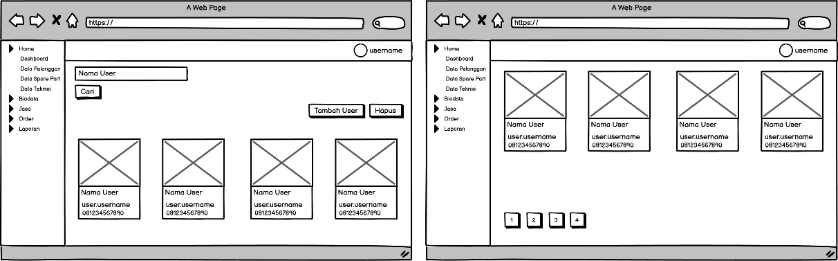 A Web Page
https://
Home
Dashboard
Data Pelanggan
Data Spare Part
Data Teknisi
Biodata
Jasa
Order
Laporan
username
Nama User
Cari
Tambah User
Hapus
Nama User
user.username
081234567890
Nama User
user.username
081234567890
Nama User
user.username
081234567890
Nama User
user.username
081234567890
A Web Page
https://
Home
Dashboard
Data Pelanggan
Data Spare Part
Data Teknisi
Biodata
Jasa
Order
Laporan
username
Nama User
user.username
081234567890
Nama User
user.username
081234567890
Nama User
user.username
081234567890
Nama User
user.username
081234567890
1 2 3 4